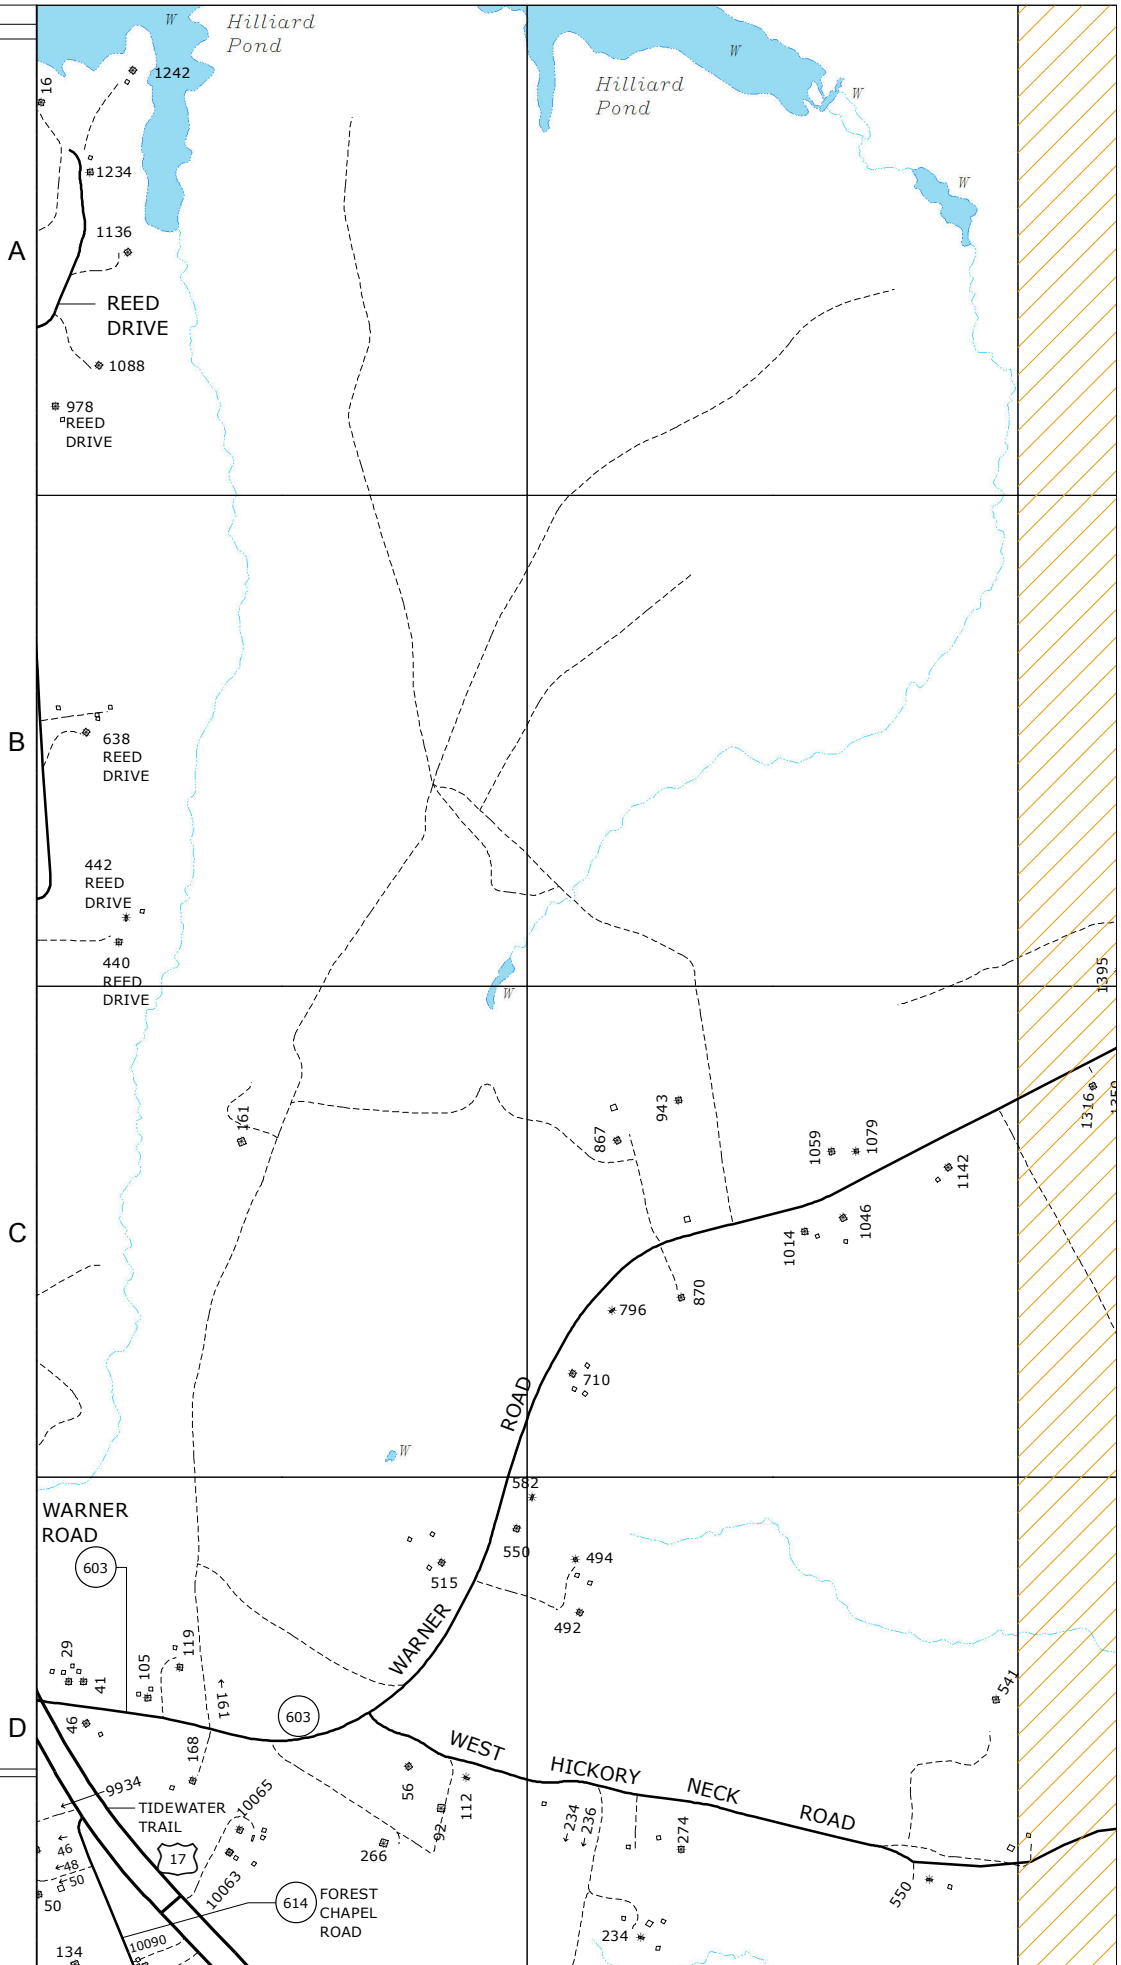 W
Hilliard
Pond
W
1242
16
Hilliard
Pond
W
1234
W
A
1136
REED
DRIVE
1088
978
REED
DRIVE
B
638
REED
DRIVE
442
REED
DRIVE
440
REED
DRIVE
W
1395
161
943
867
1059
1079
1316
1350
1142
C
1014
1046
870
796
710
ROAD
W
582
WARNER
ROAD
603
550
494
515
492
WARNER
29
41
105
119
←161
603
541
D
46
168
WEST
HICKORY
NECK
ROAD
56
112
92
←9934
TIDEWATER
TRAIL
10065
←234
←236
274
17
266
←
46
←48
←50
50
10063
550
614
FOREST
CHAPEL
ROAD
234
10090
134